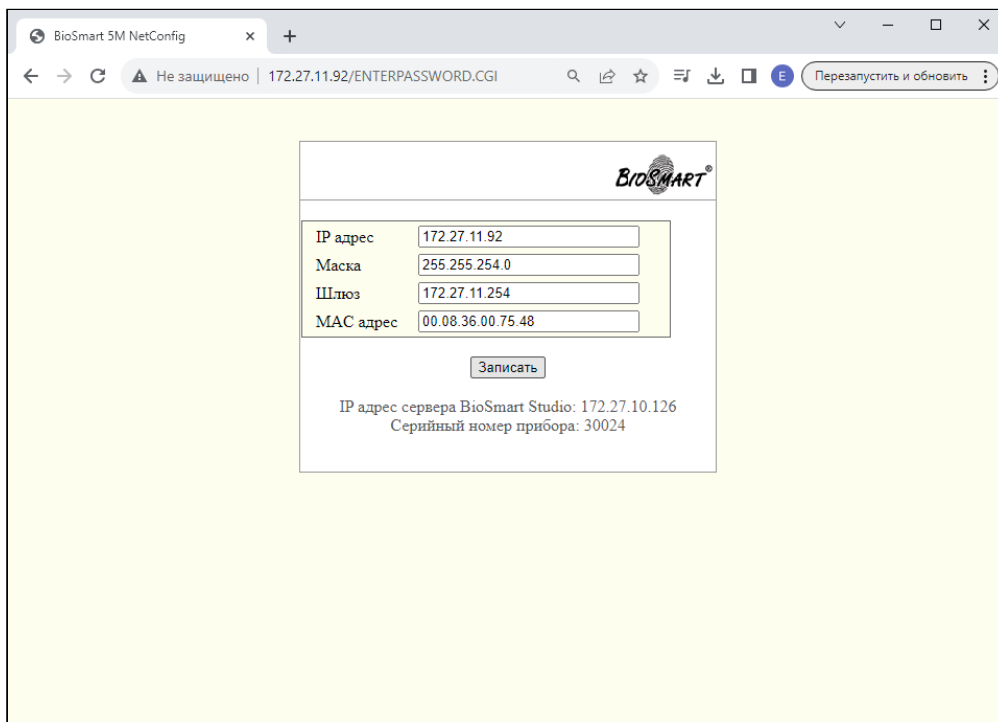 BioSmart 5M NetConfig
Не защищено 172.27.11.92/ENTERPASSWORD.CGI E Перезапустить и обновить
BIOSMART®
IP адрес 172.27.11.92
Маска 255.255.254.0
Шлюз 172.27.11.254
MAC адрес 00.08.36.00.75.48
Записать
IP адрес сервера BioSmart Studio: 172.27.10.126
Серийный номер прибора: 30024